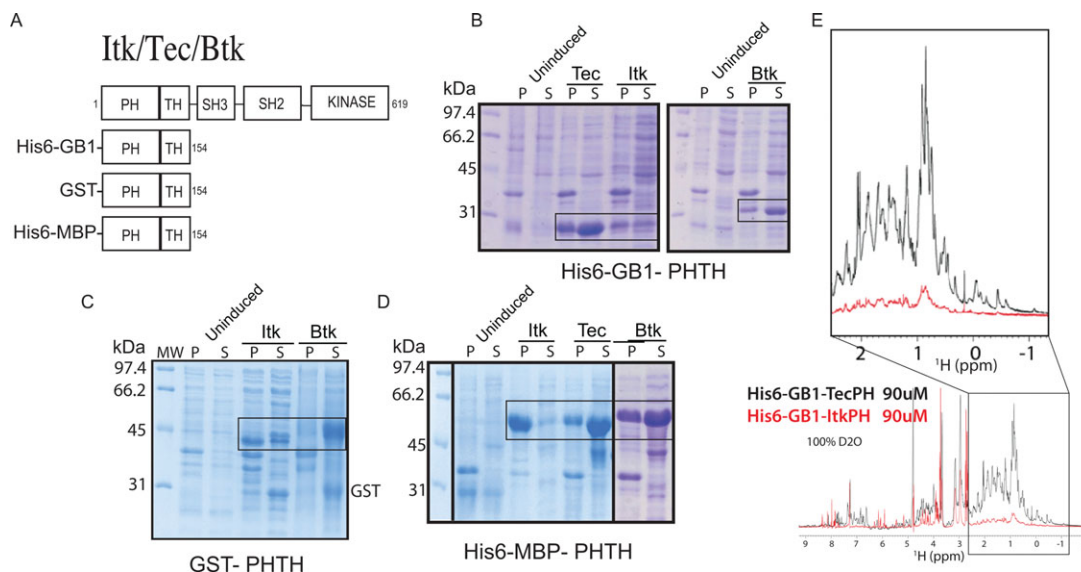 A
Itk/Tec/Btk
1 PH TH SH3 SH2 KINASE 619
His6-GB1- PH TH 154
GST- PH TH 154
His6-MBP- PH TH 154
B
Uninduced Tec Itk Uninduced Btk
kDa P S P S P S P S P S
97.4
66.2
45
31
His6-GB1- PHTH
C
Uninduced Itk Btk
kDa MW P S P S P S
97.4
66.2
45
31
GST
GST- PHTH
D
Uninduced Itk Tec Btk
kDa P S P S P S P S
97.4
66.2
45
31
His6-MBP- PHTH
E
2 1 0 -1
¹H (ppm)
His6-GB1-TecPH 90uM
His6-GB1-ItkPH 90uM
100% D2O
9 8 7 6 5 4 3 2 1 0 -1
¹H (ppm)